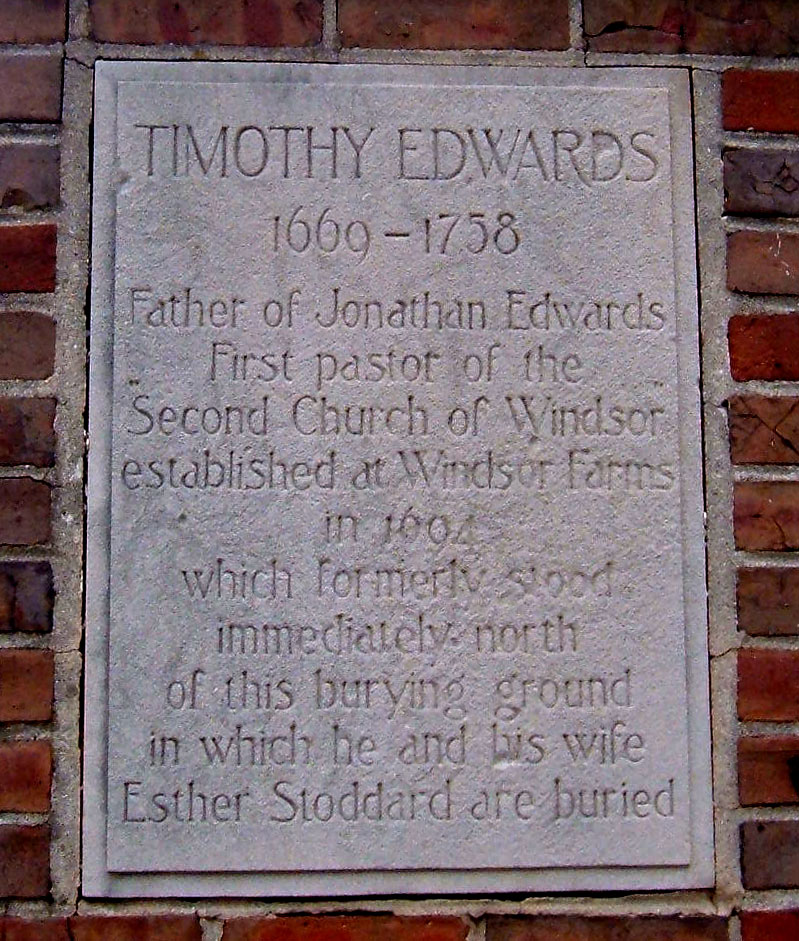 TIMOTHY EDWARDS
1669 – 1758
Father of Jonathan Edwards
First pastor of the
Second Church of Windsor
established at Windsor Farms
in 1694
which formerly stood
immediately north
of this burying ground
in which he and his wife
Esther Stoddard are buried